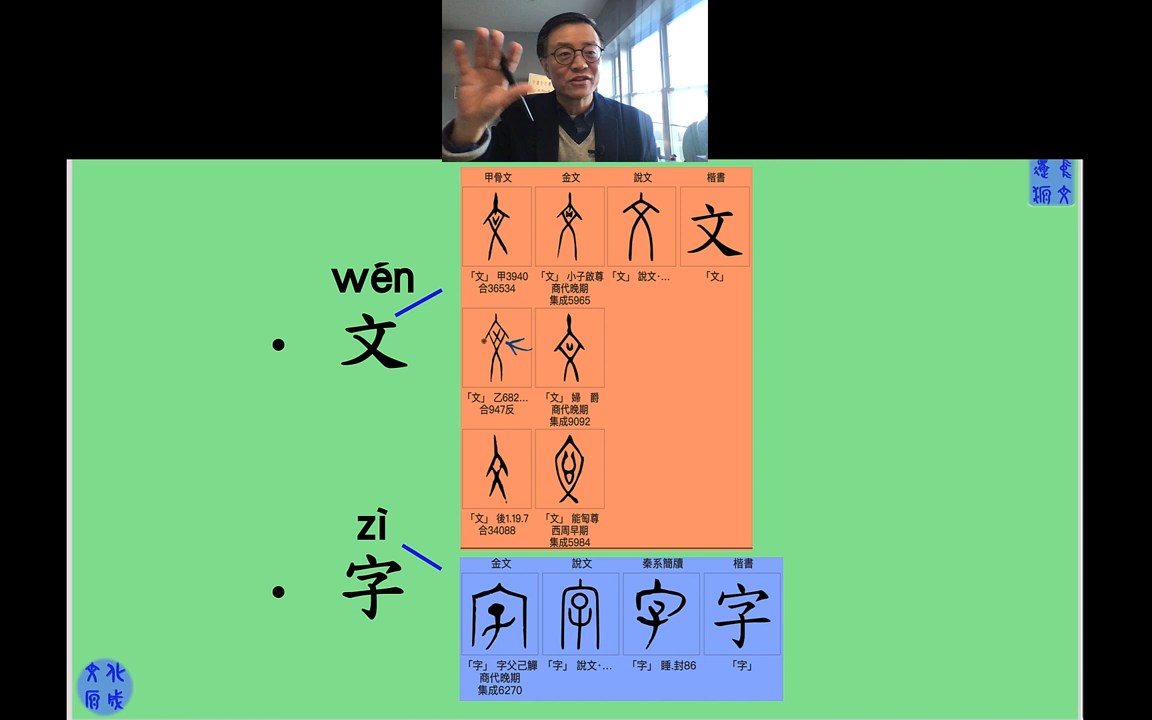 甲骨文 金文 說文 楷書
「文」 甲3940
合36534
「文」 小子啟尊
商代晚期
集成5965
「文」 說文·...
「文」
wén
文
「文」 乙682...
合947反
「文」 婦 爵
商代晚期
集成9092
「文」 後1.19.7
合34088
「文」 能匋尊
西周早期
集成5984
zì
字
金文 說文 秦系簡牘 楷書
「字」 字父己觶
商代晚期
集成6270
「字」 說文·...
「字」 睡.封86
「字」